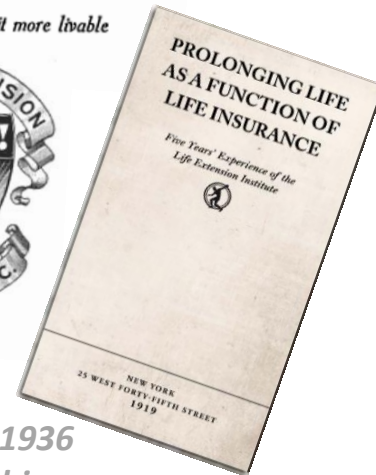 it more livable
PROLONGING LIFE
AS A FUNCTION OF
LIFE INSURANCE
Five Years' Experience of the
Life Extension Institute
NEW YORK
25 WEST FORTY-FIFTH STREET
1919
1936